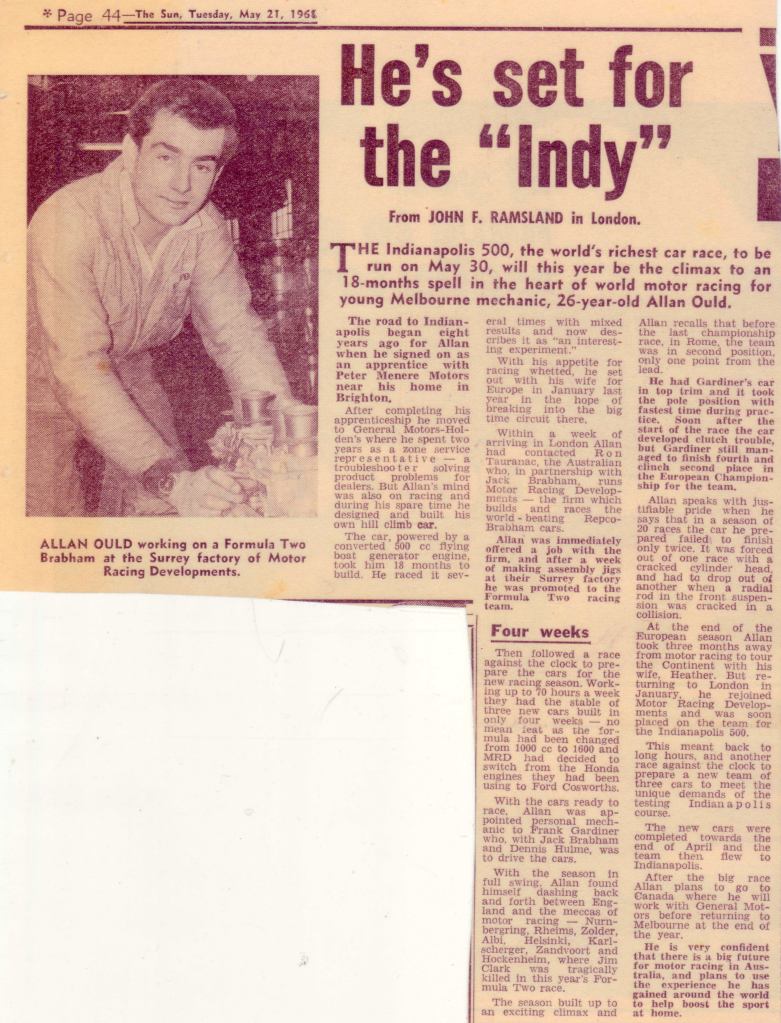 * Page 44—The Sun, Tuesday, May 21, 1968
He's set for
the "Indy"
From JOHN F. RAMSLAND in London.
THE Indianapolis 500, the world's richest car race, to be
run on May 30, will this year be the climax to an
18-months spell in the heart of world motor racing for
young Melbourne mechanic, 26-year-old Allan Ould.
ALLAN OULD working on a Formula Two
Brabham at the Surrey factory of Motor
Racing Developments.
The road to Indian-
apolis began eight
years ago for Allan
when he signed on as
an apprentice with
Peter Menere Motors
near his home in
Brighton.
After completing his
apprenticeship he moved
to General Motors-Hol-
den's where he spent two
years as a zone service
representative — a
troubleshooter solving
product problems for
dealers. But Allan's mind
was also on racing and
during his spare time he
designed and built his
own hill climb car.
The car, powered by a
converted 500 cc flying
boat generator engine,
took him 18 months to
build. He raced it sev-
eral times with mixed
results and now des-
cribes it as "an interest-
ing experiment."
With his appetite for
racing whetted, he set
out with his wife for
Europe in January last
year in the hope of
breaking into the big
time circuit there.
Within a week of
arriving in London Allan
had contacted Ron
Tauranac, the Australian
who, in partnership with
Jack Brabham, runs
Motor Racing Develop-
ments — the firm which
builds and races the
world-beating Repco-
Brabham cars.
Allan was immediately
offered a job with the
firm, and after a week
of making assembly jigs
at their Surrey factory
he was promoted to the
Formula Two racing
team.
Four weeks
Then followed a race
against the clock to pre-
pare the cars for the
new racing season. Work-
ing up to 70 hours a week
they had the stable of
three new cars built in
only four weeks — no
mean feat as the for-
mula had been changed
from 1000 cc to 1600 and
MRD had decided to
switch from the Honda
engines they had been
using to Ford Cosworths.
With the cars ready to
race, Allan was ap-
pointed personal mech-
anic to Frank Gardiner
who, with Jack Brabham
and Dennis Hulme, was
to drive the cars.
With the season in
full swing, Allan found
himself dashing back
and forth between Eng-
land and the meccas of
motor racing — Nurn-
bergring, Rheims, Zolder,
Albi, Helsinki, Karl-
scherger, Zandvoort and
Hockenheim, where Jim
Clark was tragically
killed in this year's For-
mula Two race.
The season built up to
an exciting climax and
Allan recalls that before
the last championship
race, in Rome, the team
was in second position,
only one point from the
lead.
He had Gardiner's car
in top trim and it took
the pole position with
fastest time during prac-
tice. Soon after the
start of the race the car
developed clutch trouble,
but Gardiner still man-
aged to finish fourth and
clinch second place in
the European Champion-
ship for the team.
Allan speaks with jus-
tifiable pride when he
says that in a season of
20 races the car he pre-
pared failed to finish
only twice. It was forced
out of one race with a
cracked cylinder head,
and had to drop out of
another when a radial
rod in the front suspen-
sion was cracked in a
collision.
At the end of the
European season Allan
took three months away
from motor racing to tour
the Continent with his
wife, Heather. But re-
turning to London in
January, he rejoined
Motor Racing Develop-
ments and was soon
placed on the team for
the Indianapolis 500.
This meant back to
long hours, and another
race against the clock to
prepare a new team of
three cars to meet the
unique demands of the
testing Indianapolis
course.
The new cars were
completed towards the
end of April and the
team then flew to
Indianapolis.
After the big race
Allan plans to go to
Canada where he will
work with General Mot-
ors before returning to
Melbourne at the end of
the year.
He is very confident
that there is a big future
for motor racing in Aus-
tralia, and plans to use
the experience he has
gained around the world
to help boost the sport
at home.